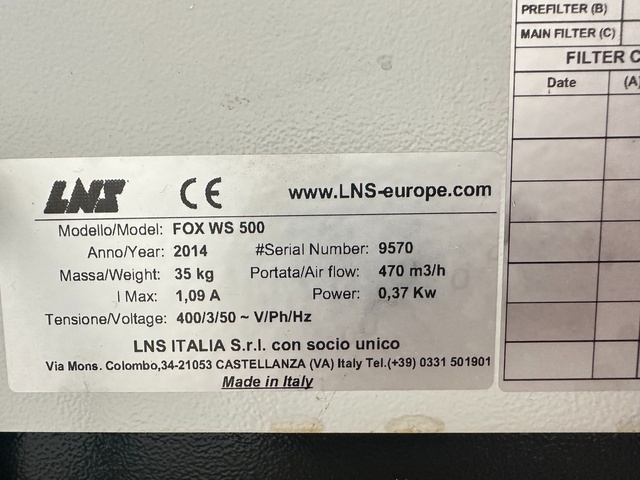 PREFILTER (B)
MAIN FILTER (C)
FILTER C
Date (A)
LNS CE www.LNS-europe.com
Modello/Model: FOX WS 500
Anno/Year: 2014 #Serial Number: 9570
Massa/Weight: 35 kg Portata/Air flow: 470 m3/h
I Max: 1,09 A Power: 0,37 Kw
Tensione/Voltage: 400/3/50 ~ V/Ph/Hz
LNS ITALIA S.r.l. con socio unico
Via Mons. Colombo,34-21053 CASTELLANZA (VA) Italy Tel.(+39) 0331 501901
Made in Italy